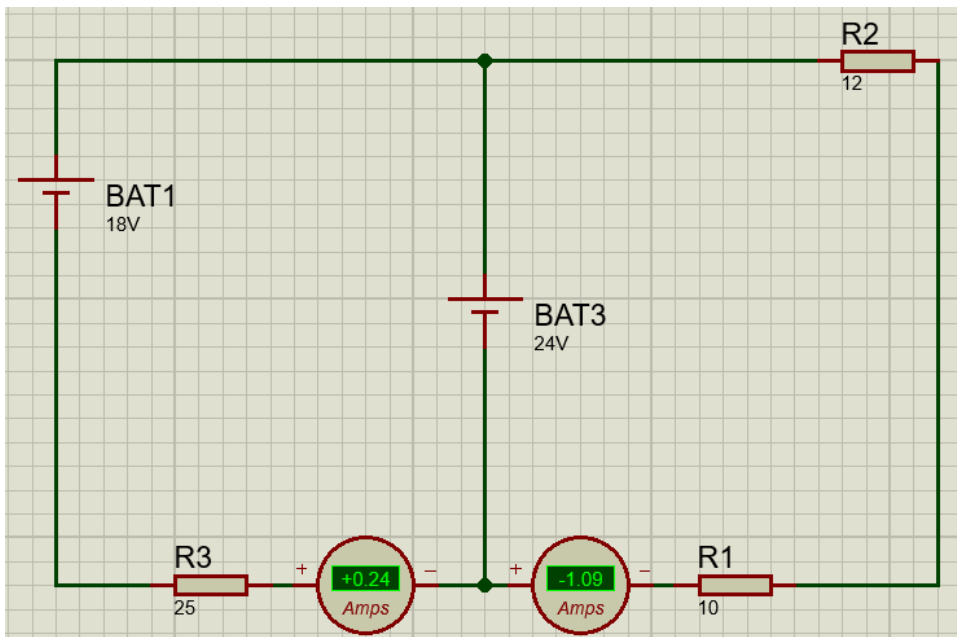 R2
12
BAT1
18V
BAT3
24V
R3
25
+
+0.24
Amps
−
+
-1.09
Amps
−
R1
10